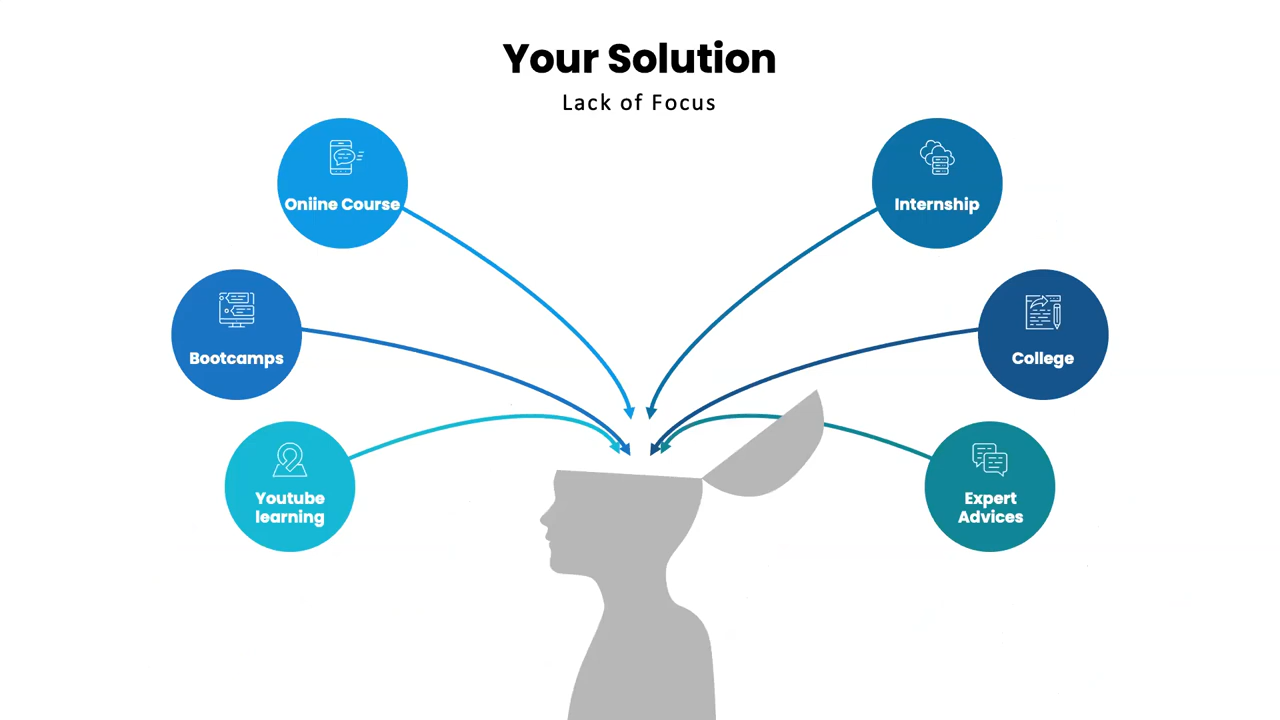 Your Solution
Lack of Focus
Oniine Course
Internship
Bootcamps
College
Youtube
learning
Expert
Advices